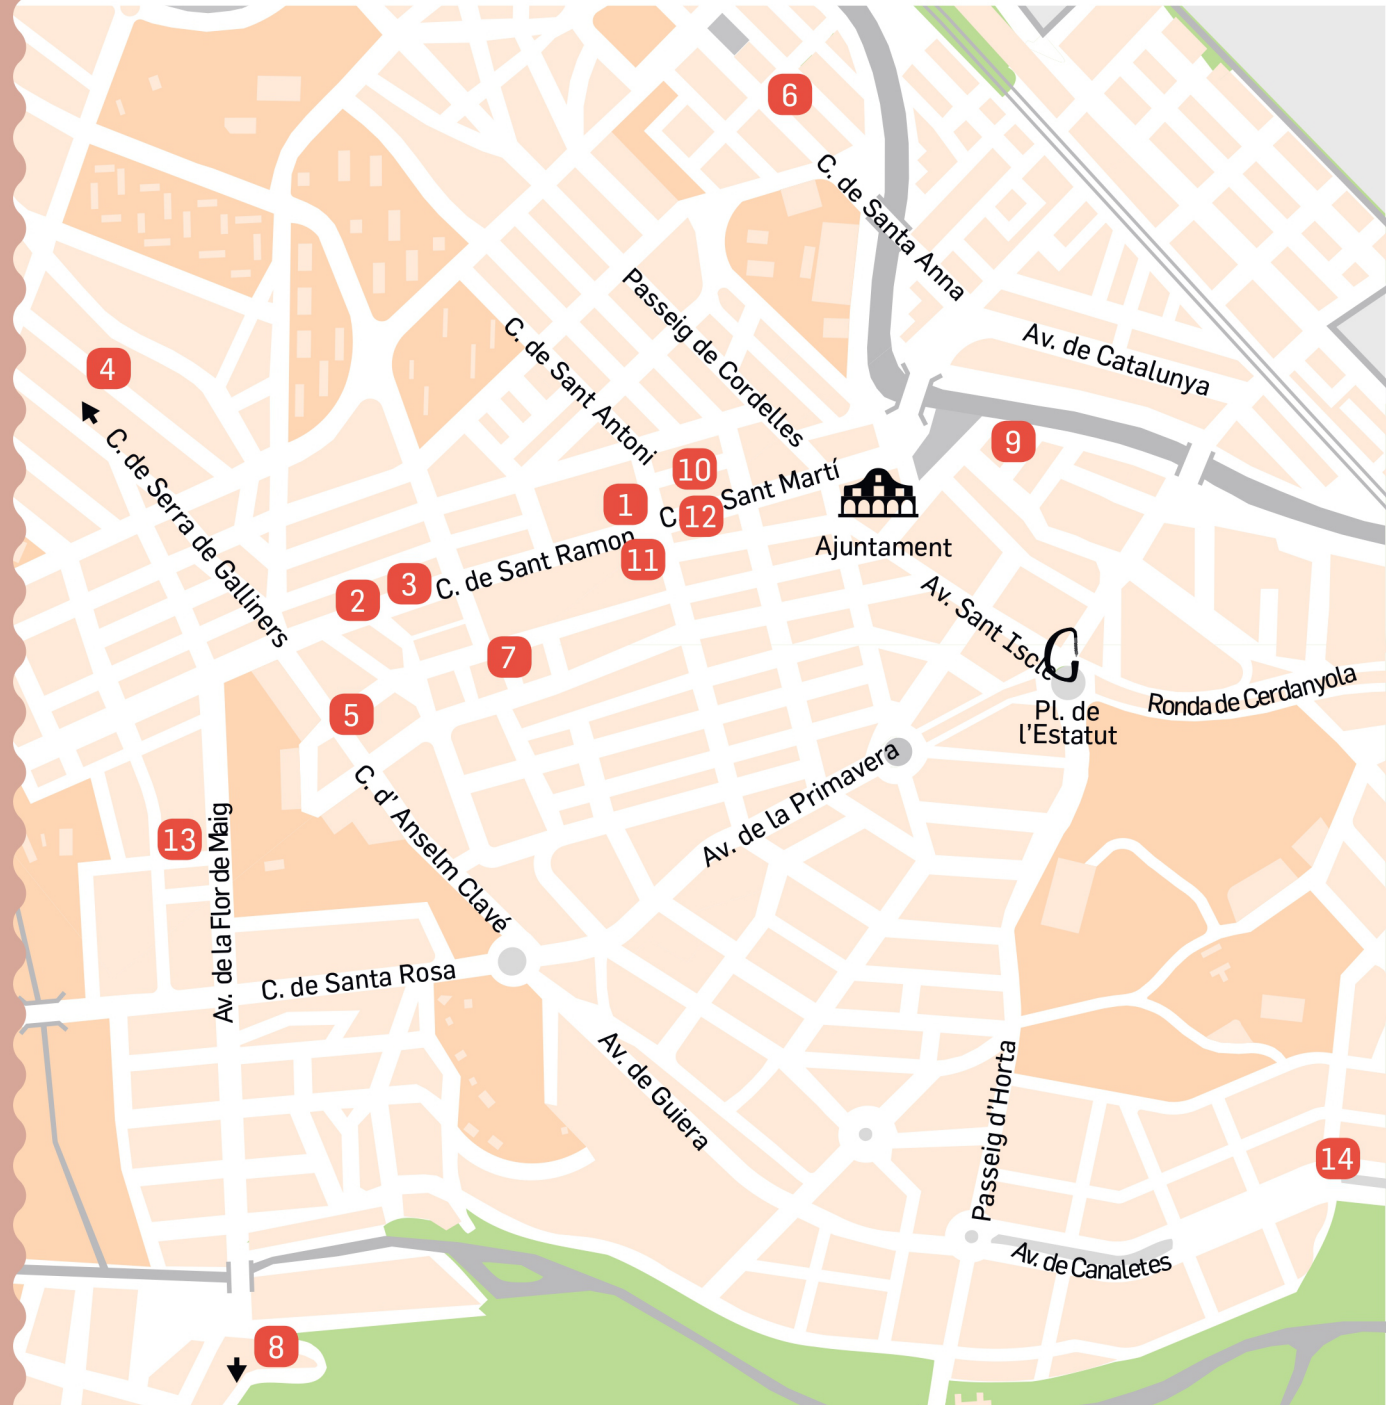 6
C. de Santa Anna
Passeig de Cordelles
C. de Sant Antoni
Av. de Catalunya
4
9
C. de Serra de Galliners
10
1
C
12
Sant Martí
Ajuntament
11
C. de Sant Ramon
3
2
Av. Sant Iscle
7
5
Ronda de Cerdanyola
Pl. de
l'Estatut
C. d' Anselm Clavé
Av. de la Primavera
13
Av. de la Flor de Maig
C. de Santa Rosa
Av. de Guiera
Passeig d'Horta
14
Av. de Canaletes
8